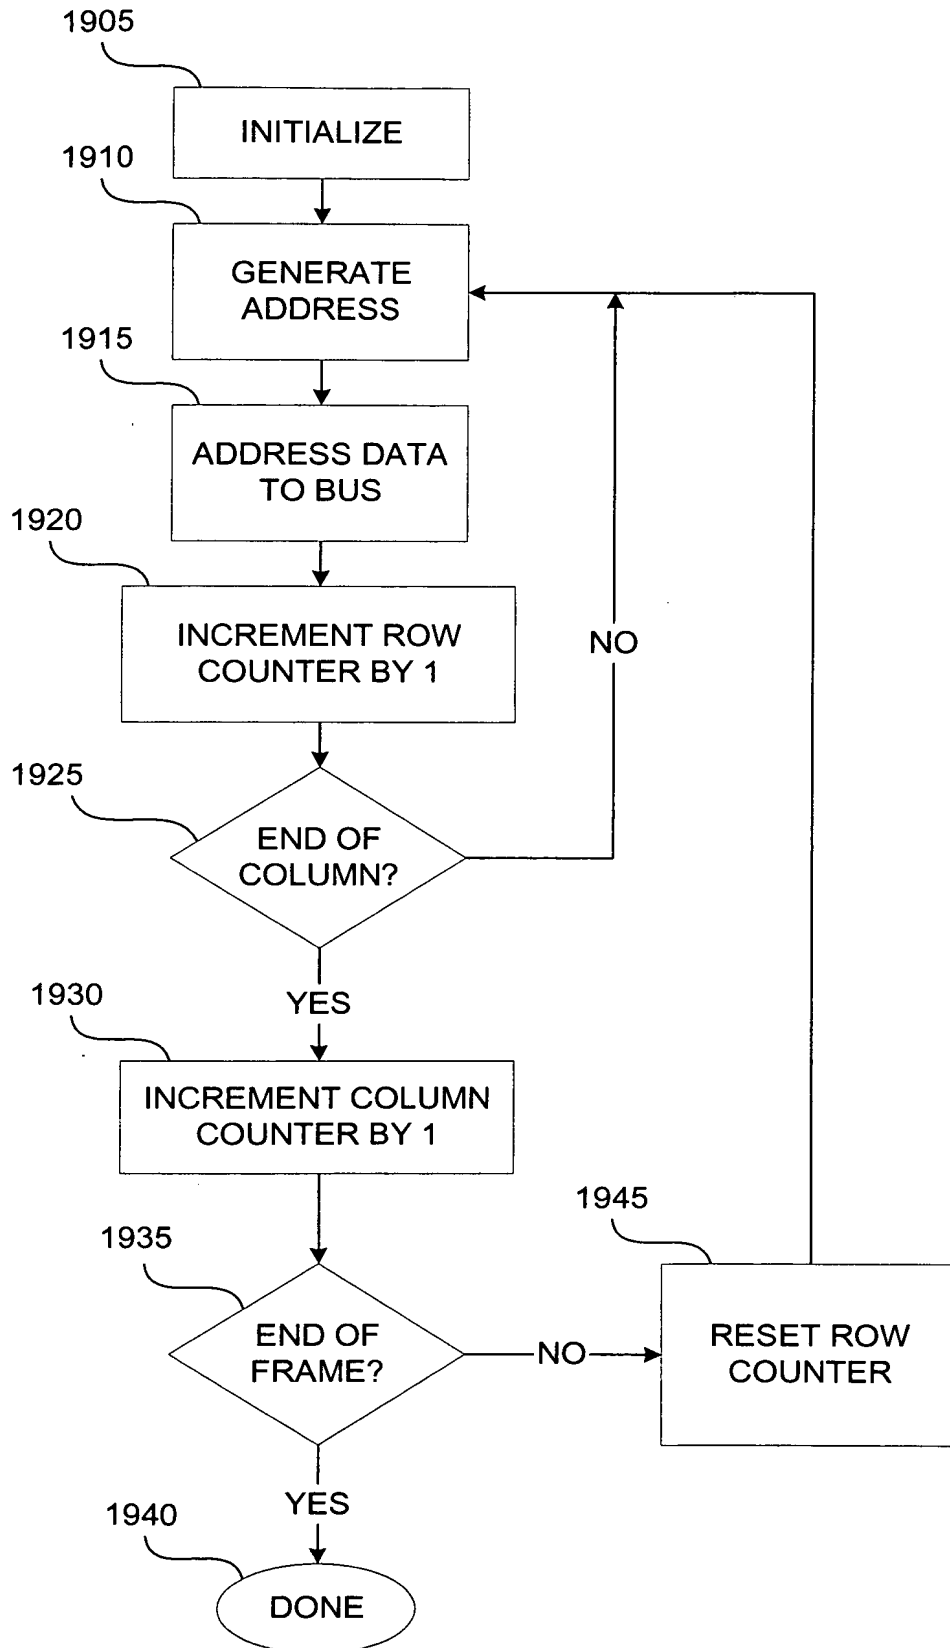 1905
INITIALIZE
1910
GENERATE
ADDRESS
1915
ADDRESS DATA
TO BUS
1920
INCREMENT ROW
COUNTER BY 1
NO
1925
END OF
COLUMN?
YES
1930
INCREMENT COLUMN
COUNTER BY 1
1935
END OF
FRAME?
NO
1945
RESET ROW
COUNTER
YES
1940
DONE